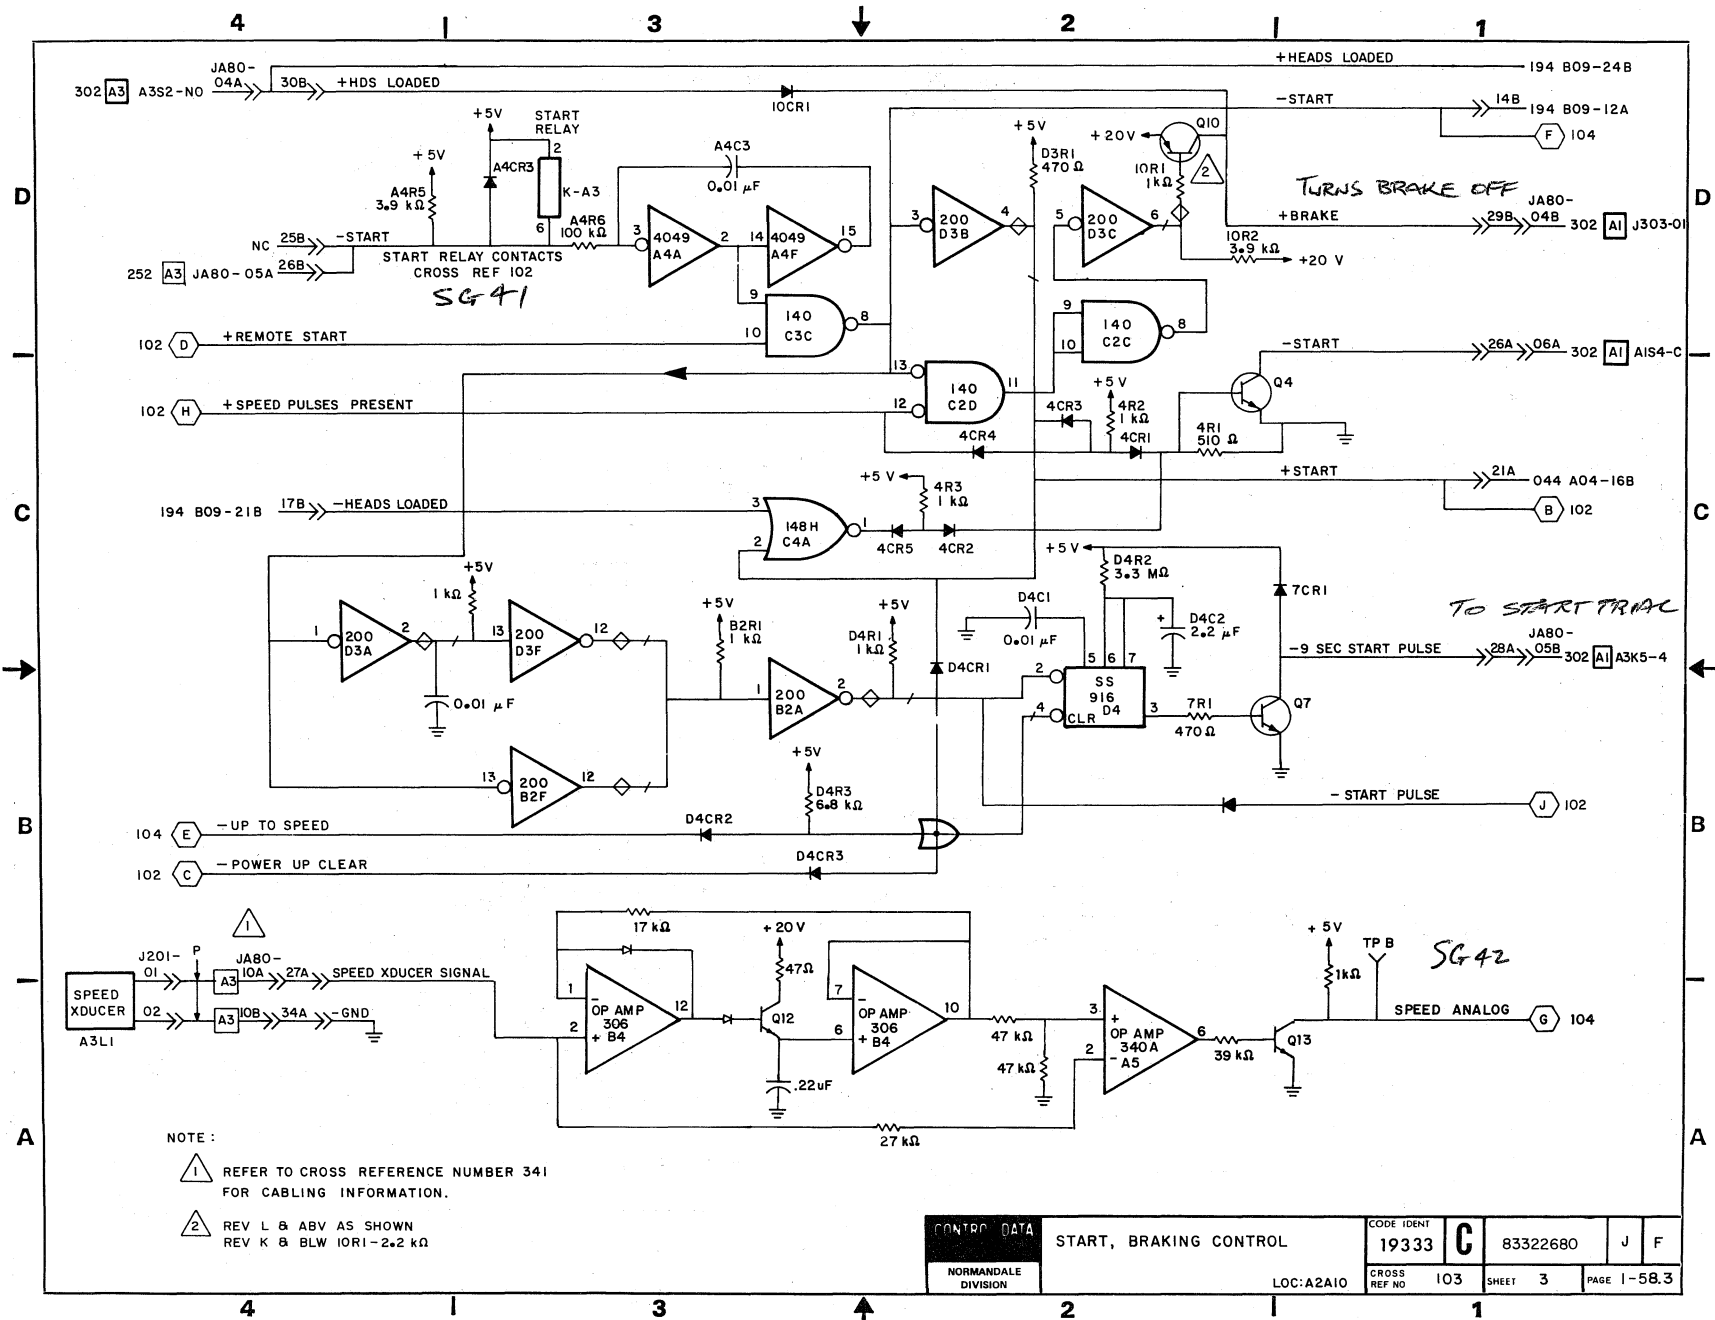 4 3 2 1
+HEADS LOADED
194 B09-24B
302 A3 A3S2-NO
JA80-
04A
30B
+HDS LOADED
10CR1
-START
14B
194 B09-12A
F 104
+5V
START
RELAY
2
A4CR3
K-A3
6
+5V
A4R5
3.9 kΩ
A4R6
100 kΩ
A4C3
0.01 µF
3
4049
A4A
2
14
4049
A4F
15
+5V
D3R1
470 Ω
3
200
D3B
4
5
200
D3C
6
+20V
Q10
10R1
1kΩ
2
10R2
3.9 kΩ
+20 V
TURNS BRAKE OFF
+BRAKE
29B
JA80-
04B
302 A1 J303-01
D
D
NC
25B
-START
252 A3 JA80-05A
26B
START RELAY CONTACTS
CROSS REF 102
SG41
9
10
140
C3C
8
102 D
+REMOTE START
9
10
140
C2C
8
13
12
140
C2D
11
102 H
+SPEED PULSES PRESENT
-START
26A
06A
302 A1 A1S4-C
Q4
4CR3
+5V
4R2
1 kΩ
4CR4
4CR1
4R1
510 Ω
+START
21A
044 A04-16B
B 102
C
C
194 B09-21B
17B
-HEADS LOADED
3
2
148H
C4A
1
+5V
4R3
1 kΩ
4CR5
4CR2
+5V
D4R2
3.3 MΩ
7CR1
D4C1
0.01 µF
D4C2
2.2 µF
+
TO START TRIAC
-9 SEC START PULSE
28A
JA80-
05B
302 A1 A3K5-4
1
200
D3A
2
+5V
1 kΩ
0.01 µF
13
200
D3F
12
+5V
B2R1
1 kΩ
1
200
B2A
2
+5V
D4R1
1 kΩ
D4CR1
2
4
5 6 7
SS
916
D4
CLR
3
7R1
470Ω
Q7
13
200
B2F
12
+5V
D4R3
6.8 kΩ
- START PULSE
J 102
B
B
104 E
-UP TO SPEED
D4CR2
102 C
-POWER UP CLEAR
D4CR3
1
J201-
01
P
A3
JA80-
10A
27A
SPEED XDUCER SIGNAL
SPEED
XDUCER
A3L1
02
A3
10B
34A
-GND
17 kΩ
1
-
2
+
OP AMP
306
B4
12
+20V
47Ω
Q12
.22uF
7
-
6
+
OP AMP
306
B4
10
47 kΩ
47kΩ
27 kΩ
3
+
2
-
OP AMP
340A
A5
6
39 kΩ
Q13
+ 5V
1kΩ
TP B
SG42
SPEED ANALOG
G 104
A
A
NOTE :
1 REFER TO CROSS REFERENCE NUMBER 341
FOR CABLING INFORMATION.
2 REV L & ABV AS SHOWN
REV K & BLW 10R1-2.2 kΩ
CONTROL DATA
NORMANDALE
DIVISION
START, BRAKING CONTROL
LOC:A2A10
CODE IDENT
19333
C
83322680
J
F
CROSS
REF NO
103
SHEET 3
PAGE 1-58.3
4 3 2 1